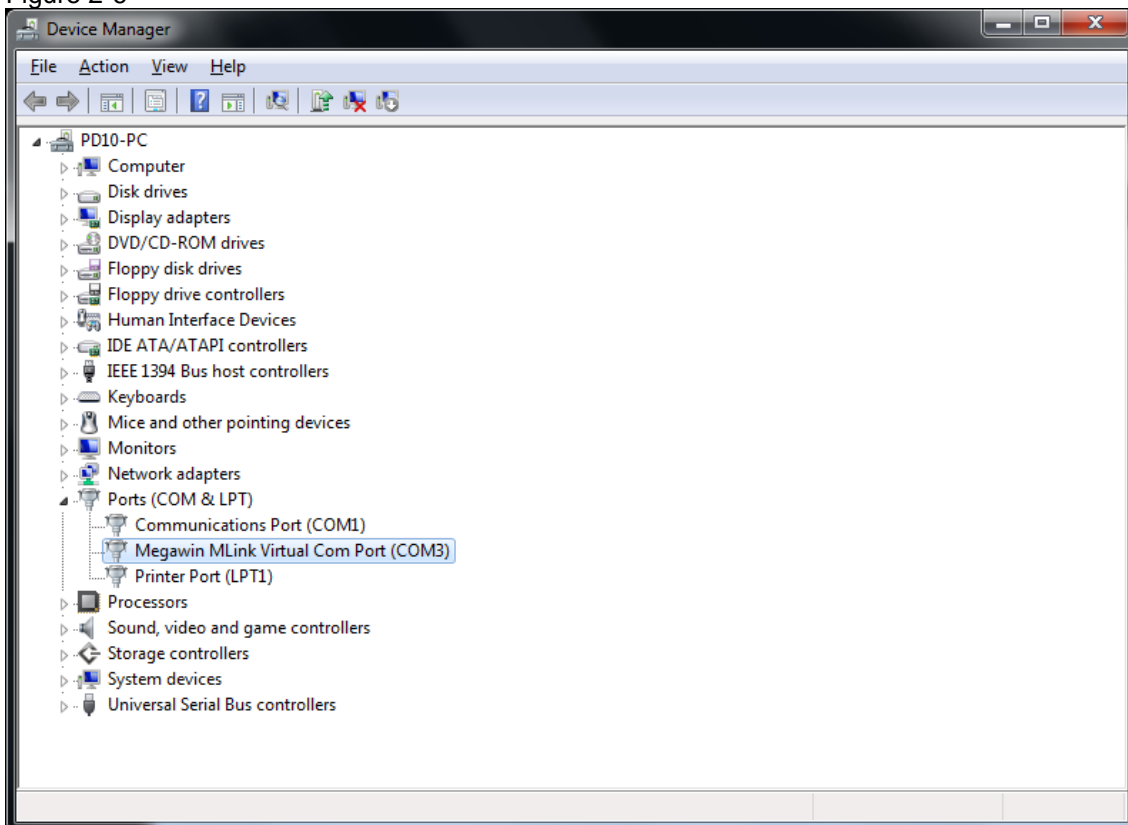 Device Manager
File Action View Help
PD10-PC
Computer
Disk drives
Display adapters
DVD/CD-ROM drives
Floppy disk drives
Floppy drive controllers
Human Interface Devices
IDE ATA/ATAPI controllers
IEEE 1394 Bus host controllers
Keyboards
Mice and other pointing devices
Monitors
Network adapters
Ports (COM & LPT)
Communications Port (COM1)
Megawin MLink Virtual Com Port (COM3)
Printer Port (LPT1)
Processors
Sound, video and game controllers
Storage controllers
System devices
Universal Serial Bus controllers